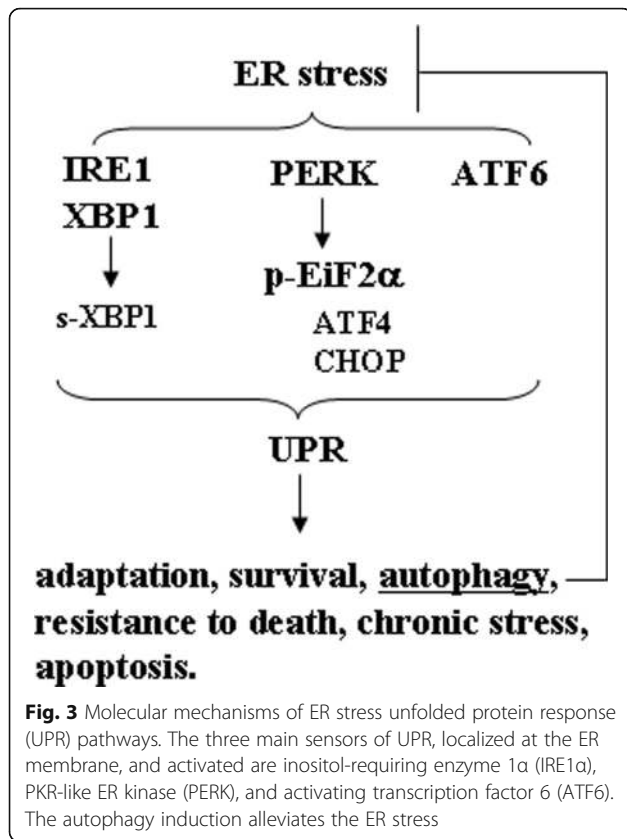 ER stress
IRE1 PERK ATF6
XBP1
p-EiF2α
s-XBP1 ATF4
CHOP
UPR
adaptation, survival, autophagy,
resistance to death, chronic stress,
apoptosis.
Fig. 3 Molecular mechanisms of ER stress unfolded protein response
(UPR) pathways. The three main sensors of UPR, localized at the ER
membrane, and activated are inositol-requiring enzyme 1α (IRE1α),
PKR-like ER kinase (PERK), and activating transcription factor 6 (ATF6).
The autophagy induction alleviates the ER stress